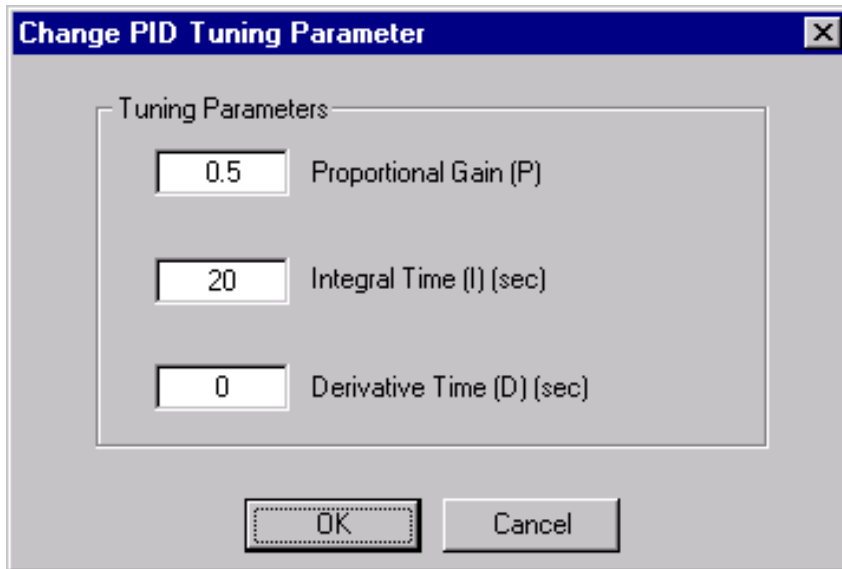 Change PID Tuning Parameter
Tuning Parameters
0.5 Proportional Gain (P)
20 Integral Time (I) (sec)
0 Derivative Time (D) (sec)
OK Cancel